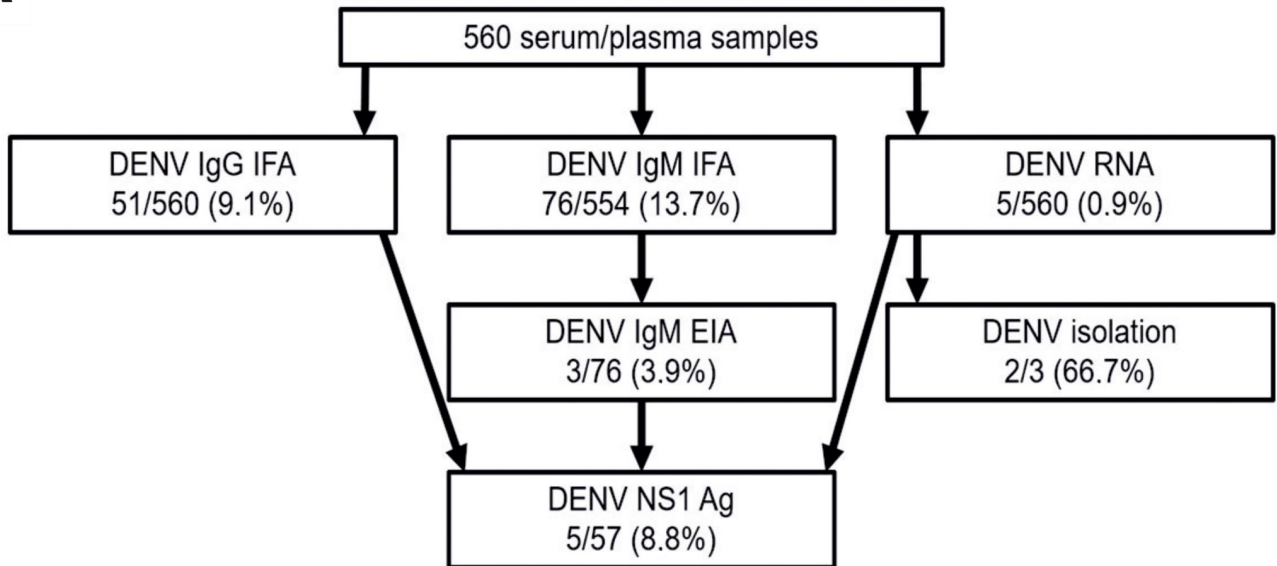 560 serum/plasma samples
DENV IgG IFA
51/560 (9.1%)
DENV IgM IFA
76/554 (13.7%)
DENV RNA
5/560 (0.9%)
DENV IgM EIA
3/76 (3.9%)
DENV isolation
2/3 (66.7%)
DENV NS1 Ag
5/57 (8.8%)